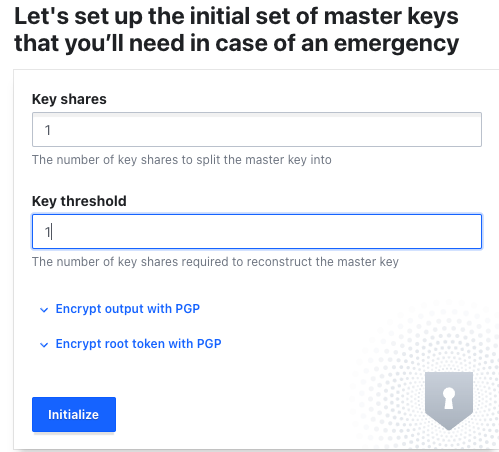 Let's set up the initial set of master keys
that you’ll need in case of an emergency
Key shares
1
The number of key shares to split the master key into
Key threshold
1
The number of key shares required to reconstruct the master key
Encrypt output with PGP
Encrypt root token with PGP
Initialize